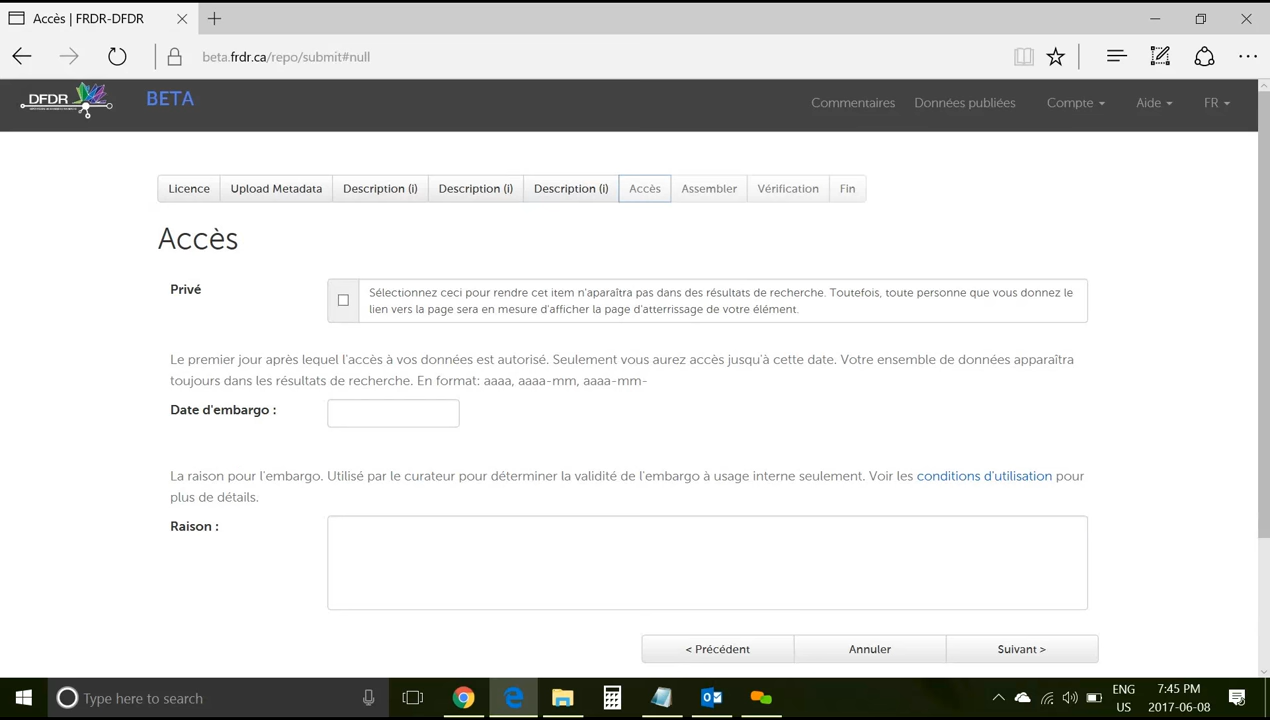 Accès | FRDR-DFDR
beta.frdr.ca/repo/submit#null
DFDR
BETA
Commentaires
Données publiées
Compte
Aide
FR
Licence
Upload Metadata
Description (i)
Description (i)
Description (i)
Accès
Assembler
Vérification
Fin
Accès
Privé
Sélectionnez ceci pour rendre cet item n'aparaîtra pas dans des résultats de recherche. Toutefois, toute personne que vous donnez le
lien vers la page sera en mesure d'afficher la page d'atterrissage de votre élément.
Le premier jour après lequel l'accès à vos données est autorisé. Seulement vous aurez accès jusqu'à cette date. Votre ensemble de données apparaîtra
toujours dans les résultats de recherche. En format: aaaa, aaaa-mm, aaaa-mm-
Date d'embargo :
La raison pour l'embargo. Utilisé par le curateur pour déterminer la validité de l'embargo à usage interne seulement. Voir les conditions d'utilisation pour
plus de détails.
Raison :
< Précédent
Annuler
Suivant >
Type here to search
ENG
US
7:45 PM
2017-06-08